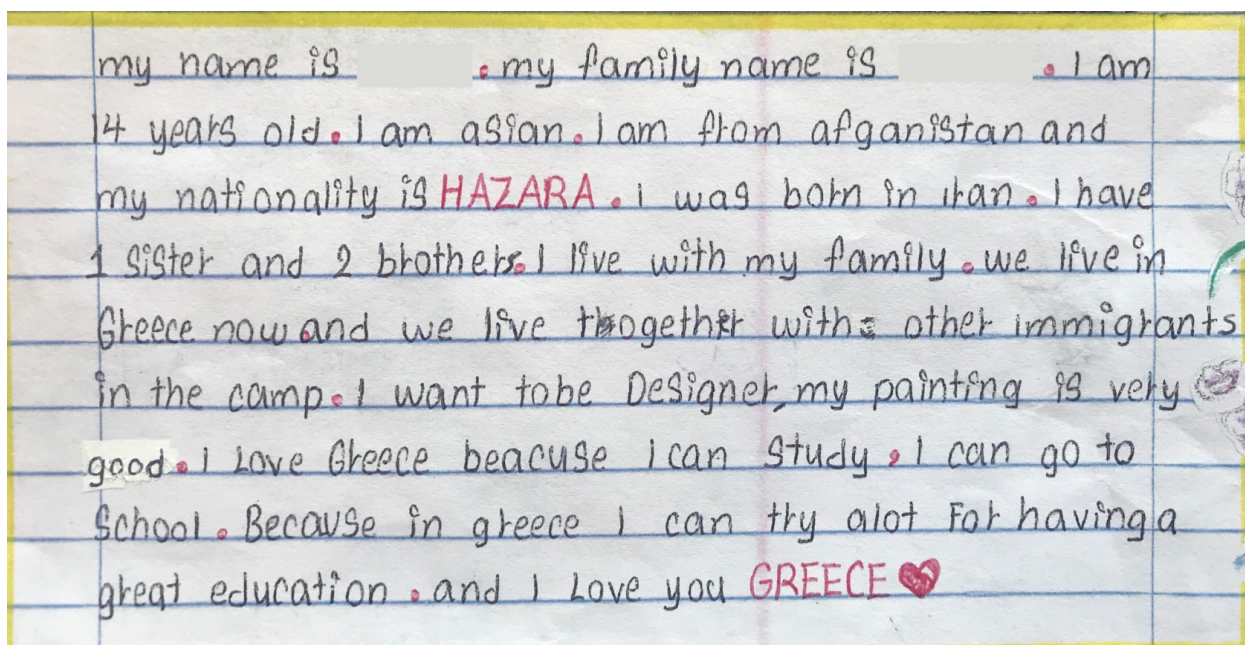 my name is . my family name is . I am
14 years old. I am asian. I am from afganistan and
my nationality is HAZARA. i was born in iran. I have
1 sister and 2 brothers. I live with my family. we live in
Greece now and we live together with other immigrants
in the camp. I want tobe Designer, my painting is very
good. I Love Greece beacuse i can study, I can go to
School. Because in greece I can try alot For having a
great education. and I Love you GREECE